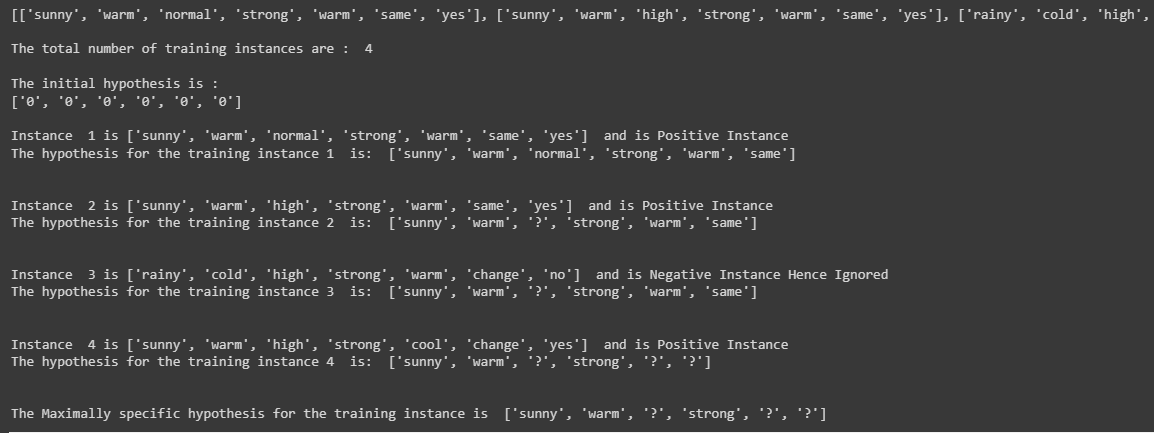 [['sunny', 'warm', 'normal', 'strong', 'warm', 'same', 'yes'], ['sunny', 'warm', 'high', 'strong', 'warm', 'same', 'yes'], ['rainy', 'cold', 'high',
The total number of training instances are :  4
The initial hypothesis is :
['0', '0', '0', '0', '0', '0']
Instance  1 is ['sunny', 'warm', 'normal', 'strong', 'warm', 'same', 'yes']  and is Positive Instance
The hypothesis for the training instance 1  is:  ['sunny', 'warm', 'normal', 'strong', 'warm', 'same']
Instance  2 is ['sunny', 'warm', 'high', 'strong', 'warm', 'same', 'yes']  and is Positive Instance
The hypothesis for the training instance 2  is:  ['sunny', 'warm', '?', 'strong', 'warm', 'same']
Instance  3 is ['rainy', 'cold', 'high', 'strong', 'warm', 'change', 'no']  and is Negative Instance Hence Ignored
The hypothesis for the training instance 3  is:  ['sunny', 'warm', '?', 'strong', 'warm', 'same']
Instance  4 is ['sunny', 'warm', 'high', 'strong', 'cool', 'change', 'yes']  and is Positive Instance
The hypothesis for the training instance 4  is:  ['sunny', 'warm', '?', 'strong', '?', '?']
The Maximally specific hypothesis for the training instance is  ['sunny', 'warm', '?', 'strong', '?', '?']